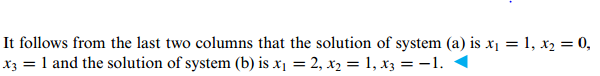 It follows from the last two columns that the solution of system (a) is x₁ = 1, x₂ = 0,
x₃ = 1 and the solution of system (b) is x₁ = 2, x₂ = 1, x₃ = −1. ◄